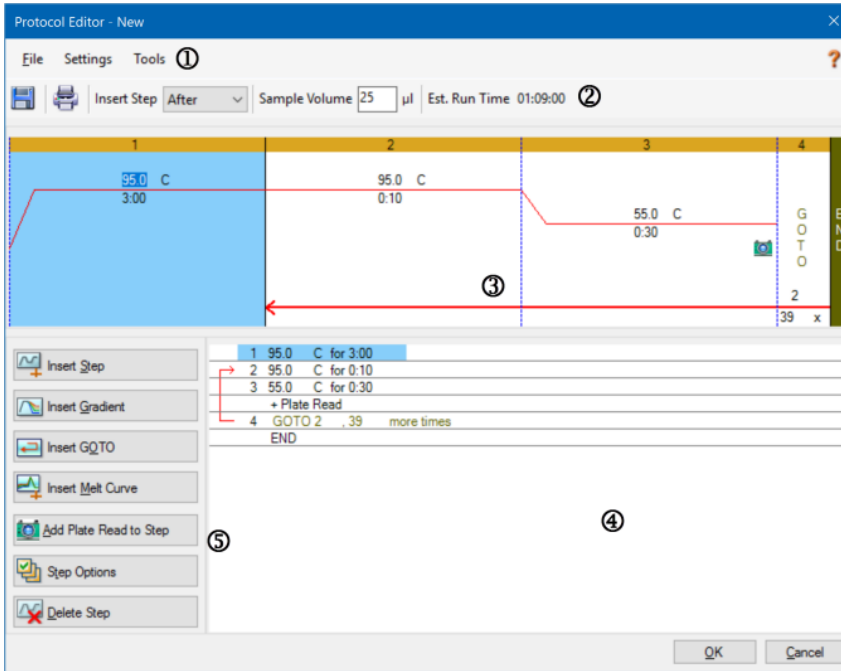 Protocol Editor - New
File Settings Tools ①
?
Insert Step After Sample Volume 25 µl Est. Run Time 01:09:00 ②
1 2 3 4
95.0 C 95.0 C
3:00 0:10
55.0 C
0:30
G
O
T
O
E
N
D
③
2
39 x
Insert Step
Insert Gradient
Insert GOTO
Insert Melt Curve
Add Plate Read to Step
Step Options
Delete Step
⑤
1 95.0 C for 3:00
2 95.0 C for 0:10
3 55.0 C for 0:30
+ Plate Read
4 GOTO 2 , 39 more times
END
④
OK Cancel